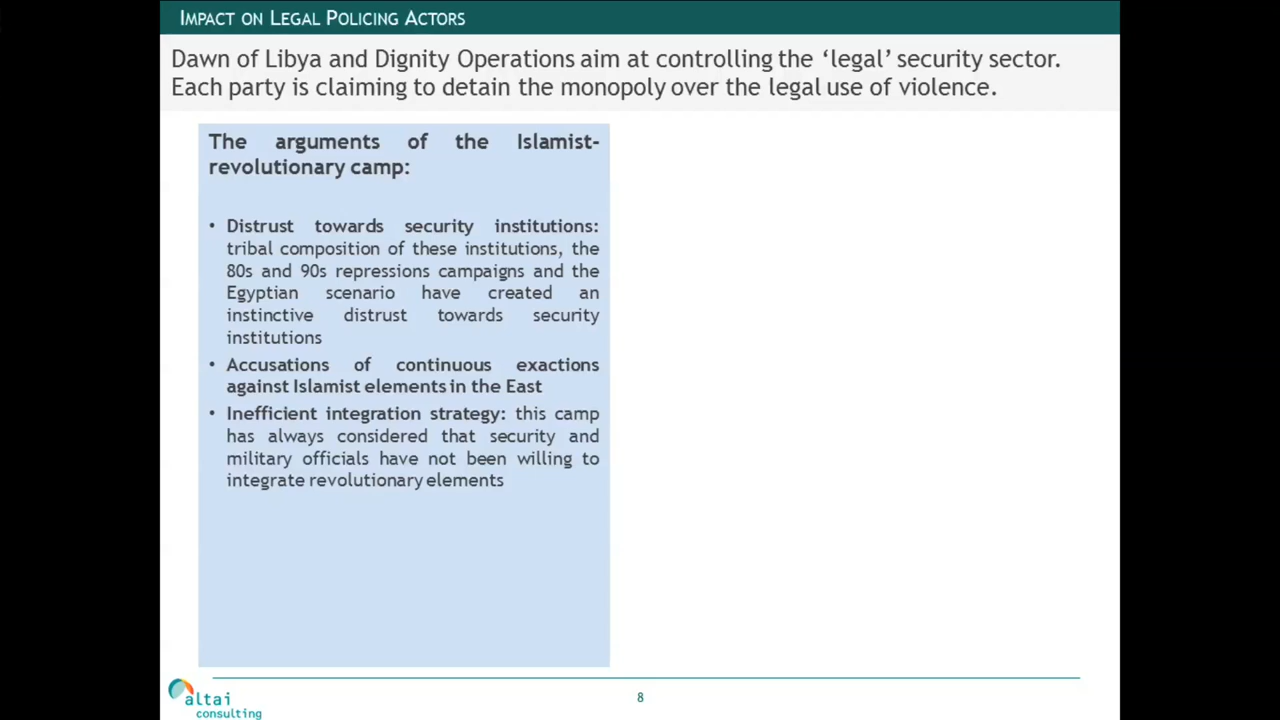 IMPACT ON LEGAL POLICING ACTORS
Dawn of Libya and Dignity Operations aim at controlling the ‘legal’ security sector.
Each party is claiming to detain the monopoly over the legal use of violence.
The arguments of the Islamist-
revolutionary camp:
• Distrust towards security institutions:
tribal composition of these institutions, the
80s and 90s repressions campaigns and the
Egyptian scenario have created an
instinctive distrust towards security
institutions
• Accusations of continuous exactions
against Islamist elements in the East
• Inefficient integration strategy: this camp
has always considered that security and
military officials have not been willing to
integrate revolutionary elements
altai
consulting
8